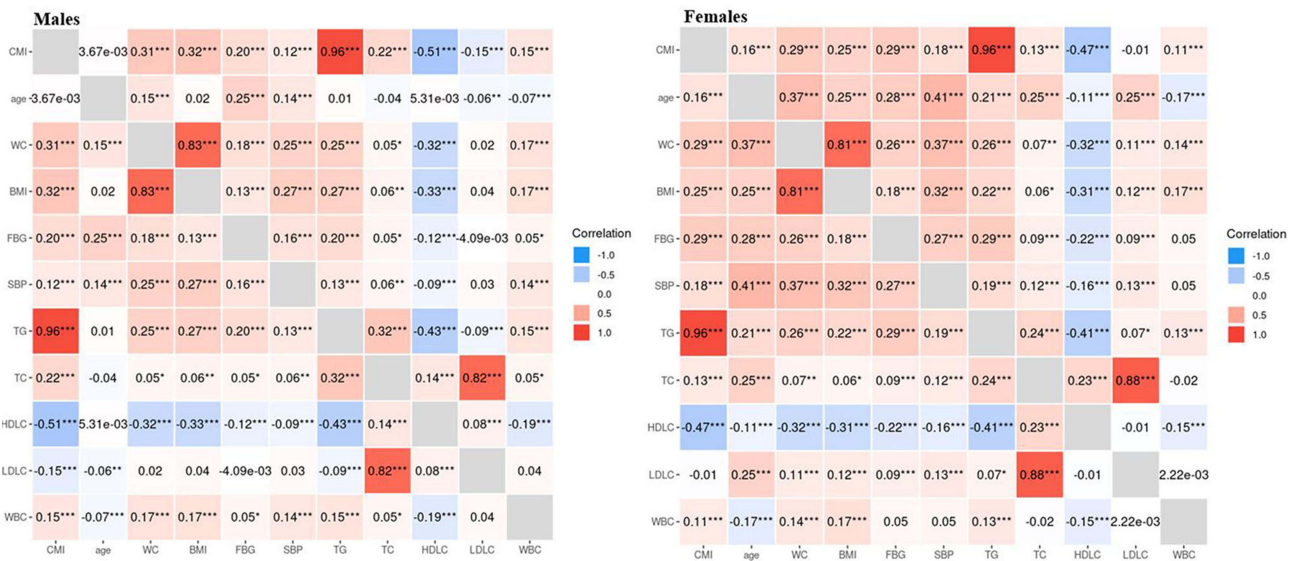 Males
CMI 3.67e-03 0.31*** 0.32*** 0.20*** 0.12*** 0.96*** 0.22*** -0.51*** -0.15*** 0.15***
age -3.67e-03 0.15*** 0.02 0.25*** 0.14*** 0.01 -0.04 5.31e-03 -0.06** -0.07***
WC 0.31*** 0.15*** 0.83*** 0.18*** 0.25*** 0.25*** 0.05* -0.32*** 0.02 0.17***
BMI 0.32*** 0.02 0.83*** 0.13*** 0.27*** 0.27*** 0.06** -0.33*** 0.04 0.17***
FBG 0.20*** 0.25*** 0.18*** 0.13*** 0.16*** 0.20*** 0.05* -0.12*** -4.09e-03 0.05*
SBP 0.12*** 0.14*** 0.25*** 0.27*** 0.16*** 0.13*** 0.06** -0.09*** 0.03 0.14***
TG 0.96*** 0.01 0.25*** 0.27*** 0.20*** 0.13*** 0.32*** -0.43*** -0.09*** 0.15***
TC 0.22*** -0.04 0.05* 0.06** 0.05* 0.06** 0.32*** 0.14*** 0.82*** 0.05*
HDLC -0.51*** 5.31e-03 -0.32*** -0.33*** -0.12*** -0.09*** -0.43*** 0.14*** 0.08*** -0.19***
LDLC -0.15*** -0.06** 0.02 0.04 -4.09e-03 0.03 -0.09*** 0.82*** 0.08*** 0.04
WBC 0.15*** -0.07*** 0.17*** 0.17*** 0.05* 0.14*** 0.15*** 0.05* -0.19*** 0.04
CMI age WC BMI FBG SBP TG TC HDLC LDLC WBC
Correlation
-1.0
-0.5
0.0
0.5
1.0
Females
CMI 0.16*** 0.29*** 0.25*** 0.29*** 0.18*** 0.96*** 0.13*** -0.47*** -0.01 0.11***
age 0.16*** 0.37*** 0.25*** 0.28*** 0.41*** 0.21*** 0.25*** -0.11*** 0.25*** -0.17***
WC 0.29*** 0.37*** 0.81*** 0.26*** 0.37*** 0.26*** 0.07** -0.32*** 0.11*** 0.14***
BMI 0.25*** 0.25*** 0.81*** 0.18*** 0.32*** 0.22*** 0.06* -0.31*** 0.12*** 0.17***
FBG 0.29*** 0.28*** 0.26*** 0.18*** 0.27*** 0.29*** 0.09*** -0.22*** 0.09*** 0.05
SBP 0.18*** 0.41*** 0.37*** 0.32*** 0.27*** 0.19*** 0.12*** -0.16*** 0.13*** 0.05
TG 0.96*** 0.21*** 0.26*** 0.22*** 0.29*** 0.19*** 0.24*** -0.41*** 0.07* 0.13***
TC 0.13*** 0.25*** 0.07** 0.06* 0.09*** 0.12*** 0.24*** 0.23*** 0.88*** -0.02
HDLC -0.47*** -0.11*** -0.32*** -0.31*** -0.22*** -0.16*** -0.41*** 0.23*** -0.01 -0.15***
LDLC -0.01 0.25*** 0.11*** 0.12*** 0.09*** 0.13*** 0.07* 0.88*** -0.01 2.22e-03
WBC 0.11*** -0.17*** 0.14*** 0.17*** 0.05 0.05 0.13*** -0.02 -0.15*** 2.22e-03
CMI age WC BMI FBG SBP TG TC HDLC LDLC WBC
Correlation
-1.0
-0.5
0.0
0.5
1.0